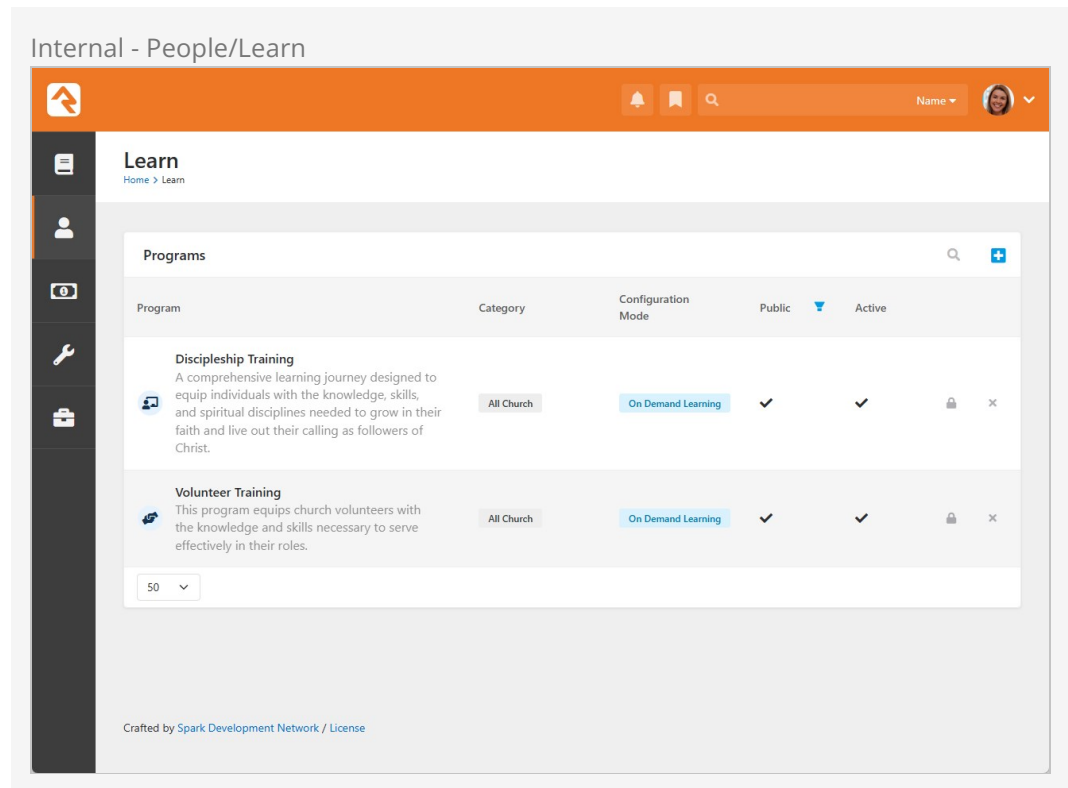 Internal - People/Learn
Name
Learn
Home > Learn
Programs
Program
Category
Configuration
Mode
Public
Active
Discipleship Training
A comprehensive learning journey designed to
equip individuals with the knowledge, skills,
and spiritual disciplines needed to grow in their
faith and live out their calling as followers of
Christ.
All Church
On Demand Learning
Volunteer Training
This program equips church volunteers with
the knowledge and skills necessary to serve
effectively in their roles.
All Church
On Demand Learning
50
Crafted by Spark Development Network / License